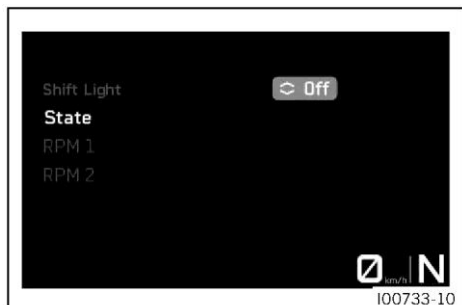 Shift Light
Off
State
RPM 1
RPM 2
0 km/h N
I00733-10